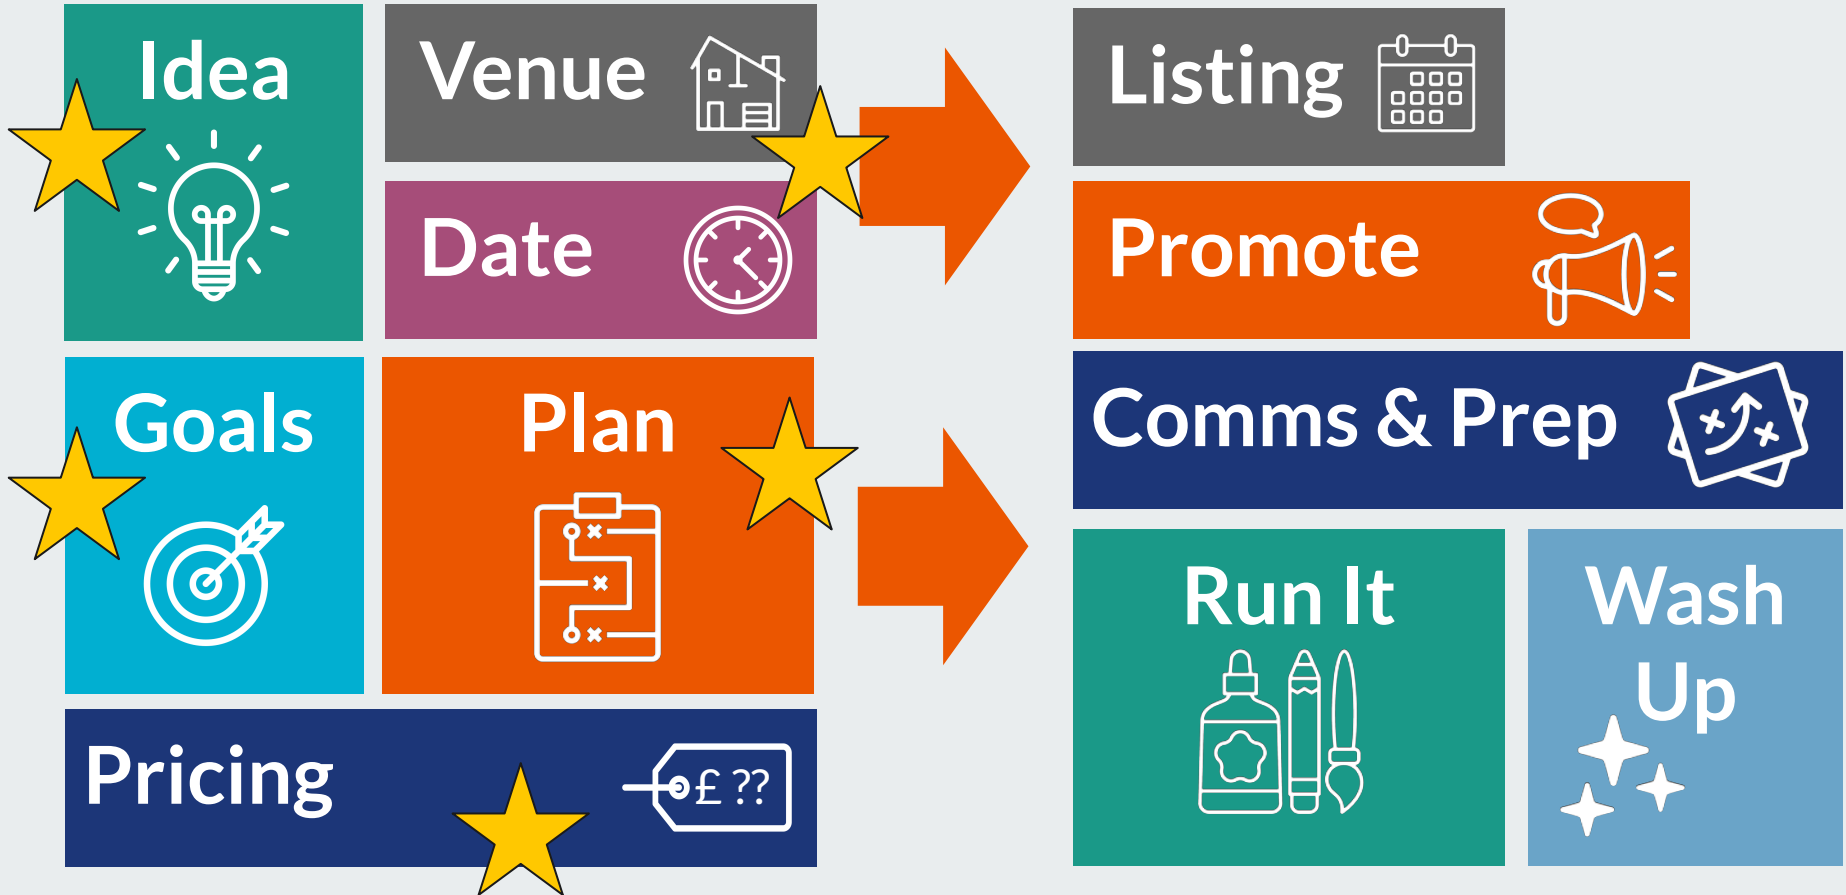 Idea
Venue
Date
Goals
Plan
Pricing
£ ??
Listing
Promote
Comms & Prep
Run It
Wash
Up